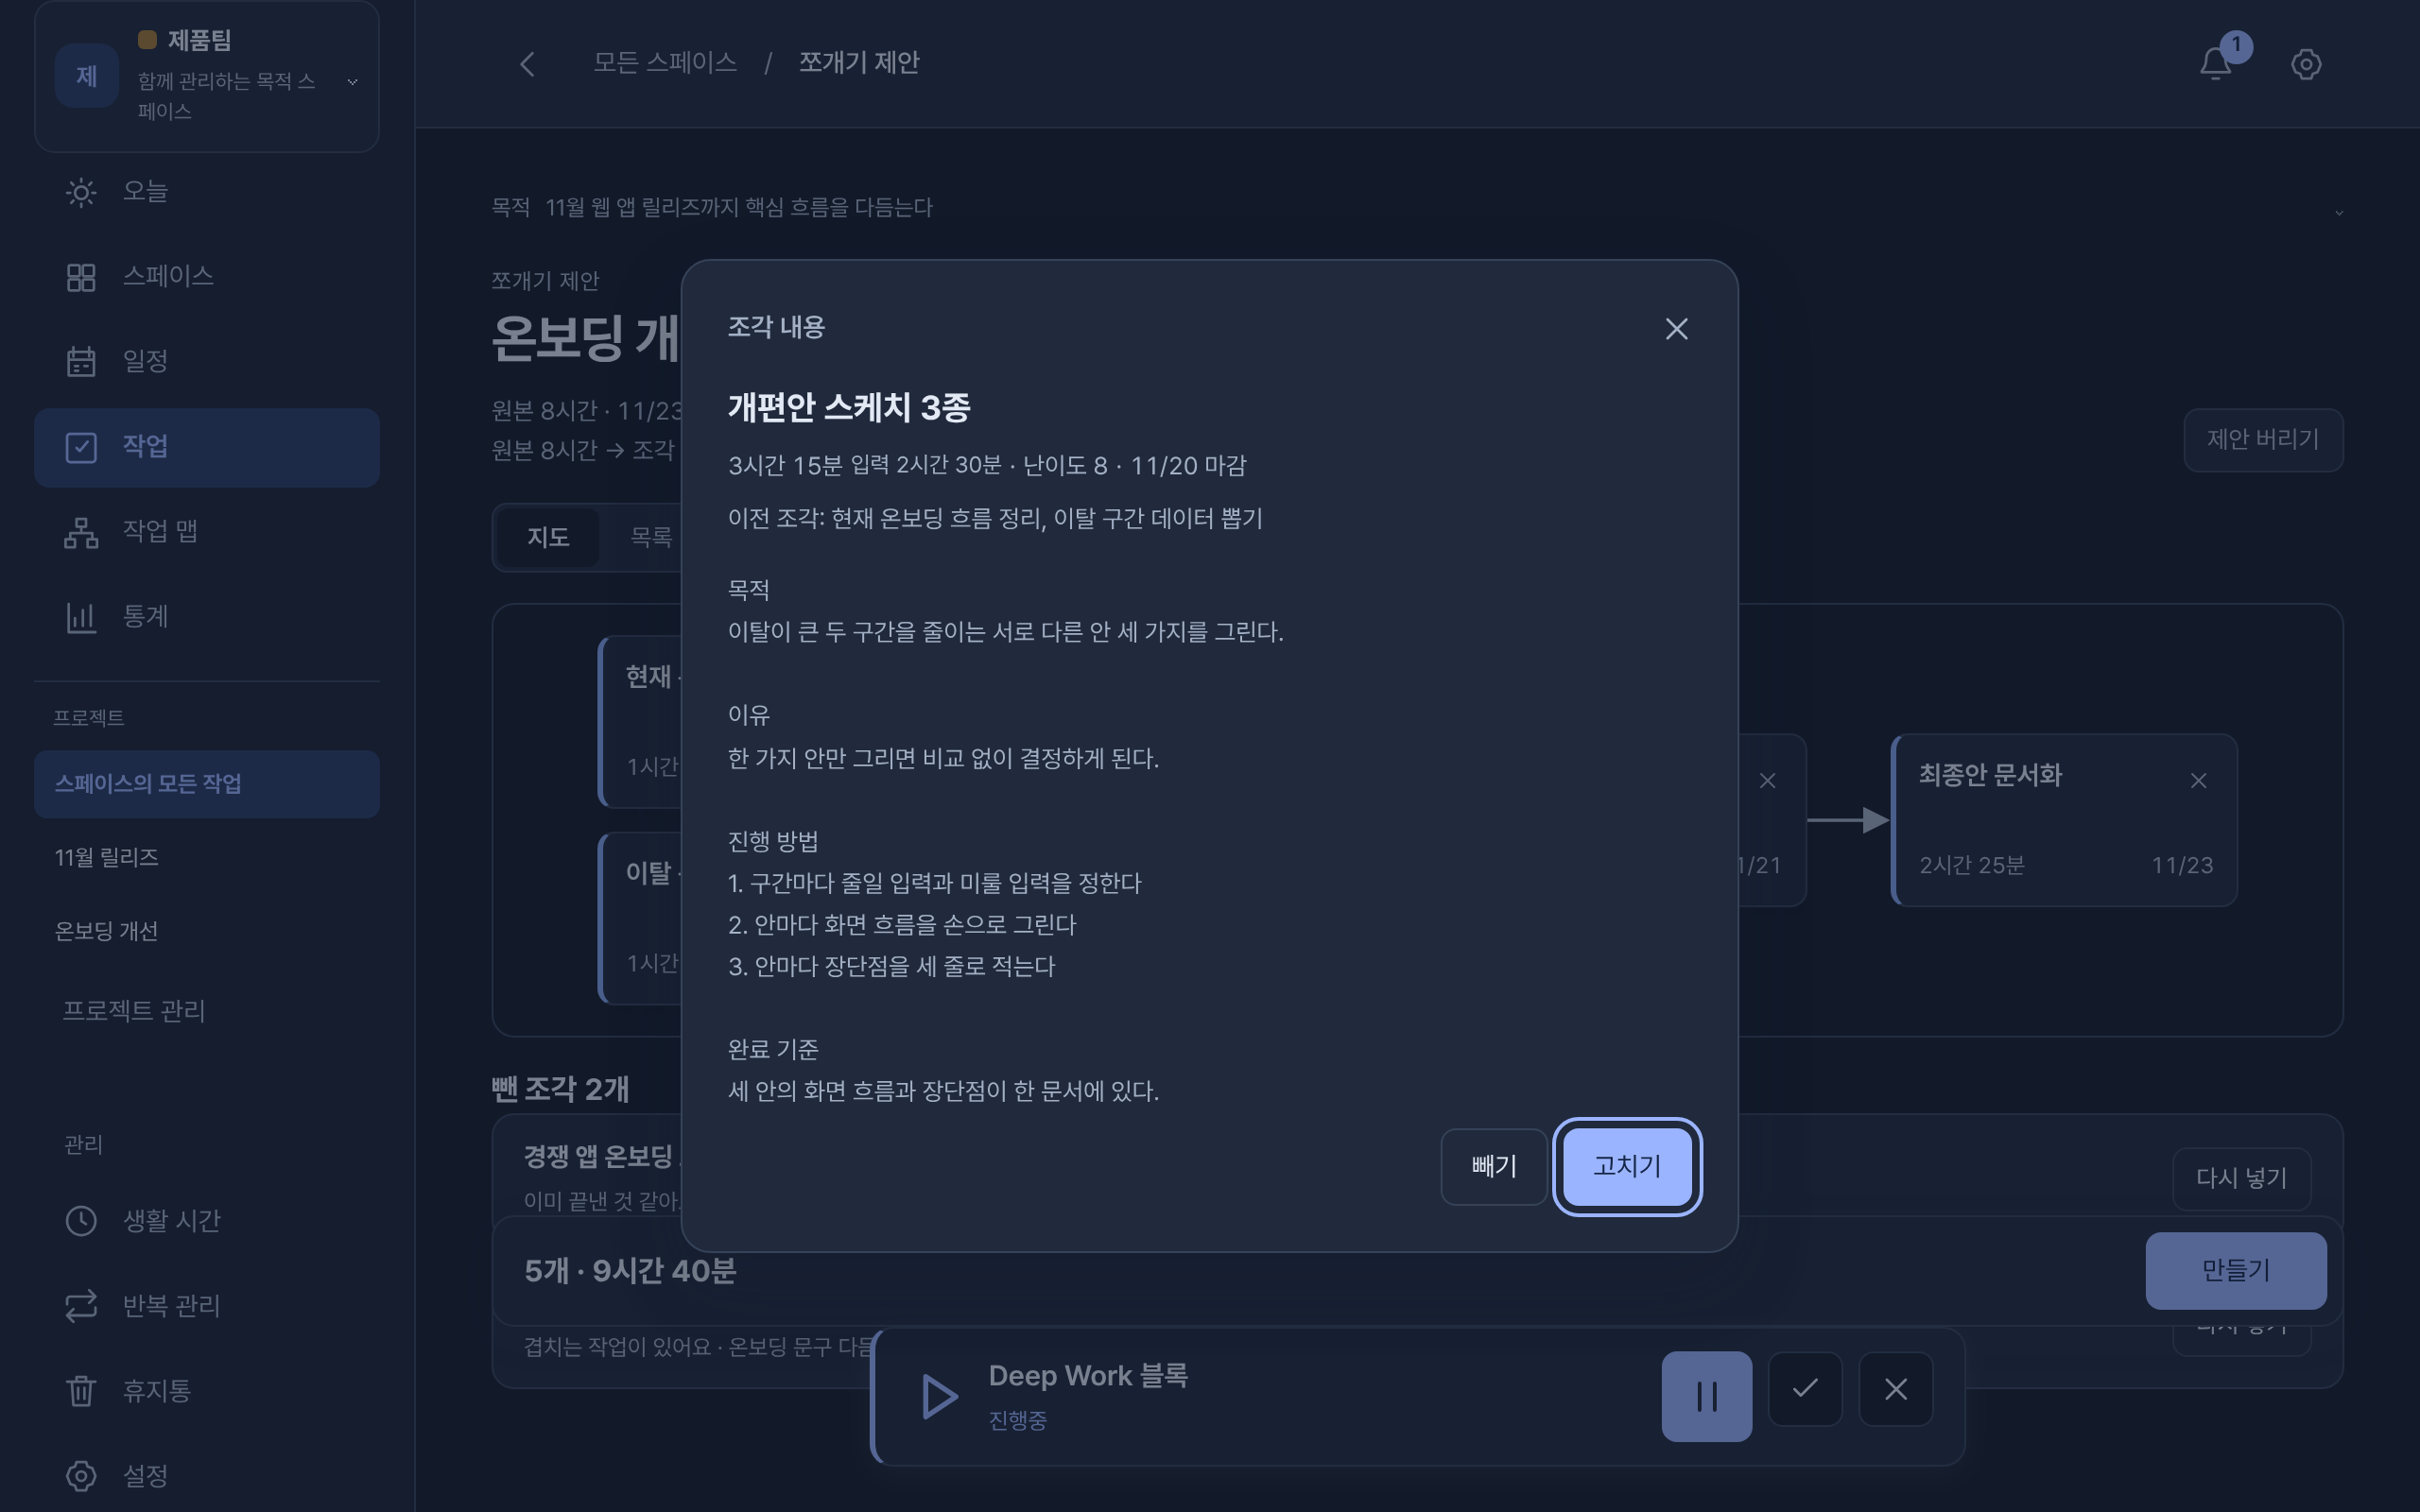 제
제품팀
함께 관리하는 목적 스
페이스
오늘
스페이스
일정
작업
작업 맵
통계
프로젝트
스페이스의 모든 작업
11월 릴리즈
온보딩 개선
프로젝트 관리
관리
생활 시간
반복 관리
휴지통
설정
모든 스페이스 / 쪼개기 제안
1
목적 11월 웹 앱 릴리즈까지 핵심 흐름을 다듬는다
쪼개기 제안
온보딩 개
원본 8시간 · 11/23
원본 8시간 → 조각
제안 버리기
지도 목록
현재
1시간
이탈
1시간
1/21
최종안 문서화
2시간 25분 11/23
조각 내용
개편안 스케치 3종
3시간 15분 입력 2시간 30분 · 난이도 8 · 11/20 마감
이전 조각: 현재 온보딩 흐름 정리, 이탈 구간 데이터 뽑기
목적
이탈이 큰 두 구간을 줄이는 서로 다른 안 세 가지를 그린다.
이유
한 가지 안만 그리면 비교 없이 결정하게 된다.
진행 방법
1. 구간마다 줄일 입력과 미룰 입력을 정한다
2. 안마다 화면 흐름을 손으로 그린다
3. 안마다 장단점을 세 줄로 적는다
완료 기준
세 안의 화면 흐름과 장단점이 한 문서에 있다.
빼기 고치기
뺀 조각 2개
경쟁 앱 온보딩
이미 끝낸 것 같아
다시 넣기
5개 · 9시간 40분
만들기
겹치는 작업이 있어요 · 온보딩 문구 다듬
Deep Work 블록
진행중